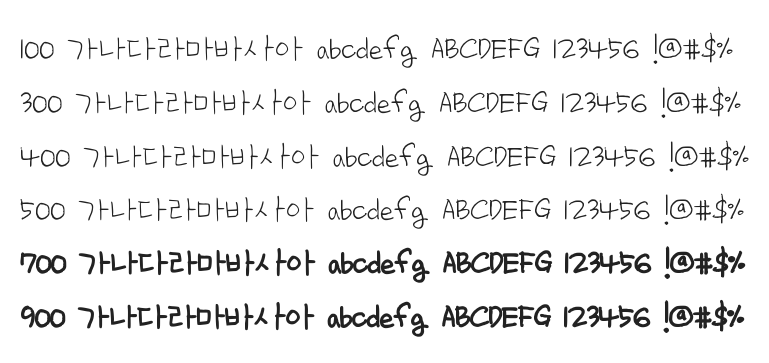 100 가나다라마바사아 abcdefg ABCDEFG 123456 !@#$%
300 가나다라마바사아 abcdefg ABCDEFG 123456 !@#$%
400 가나다라마바사아 abcdefg ABCDEFG 123456 !@#$%
500 가나다라마바사아 abcdefg ABCDEFG 123456 !@#$%
700 가나다라마바사아 abcdefg ABCDEFG 123456 !@#$%
900 가나다라마바사아 abcdefg ABCDEFG 123456 !@#$%